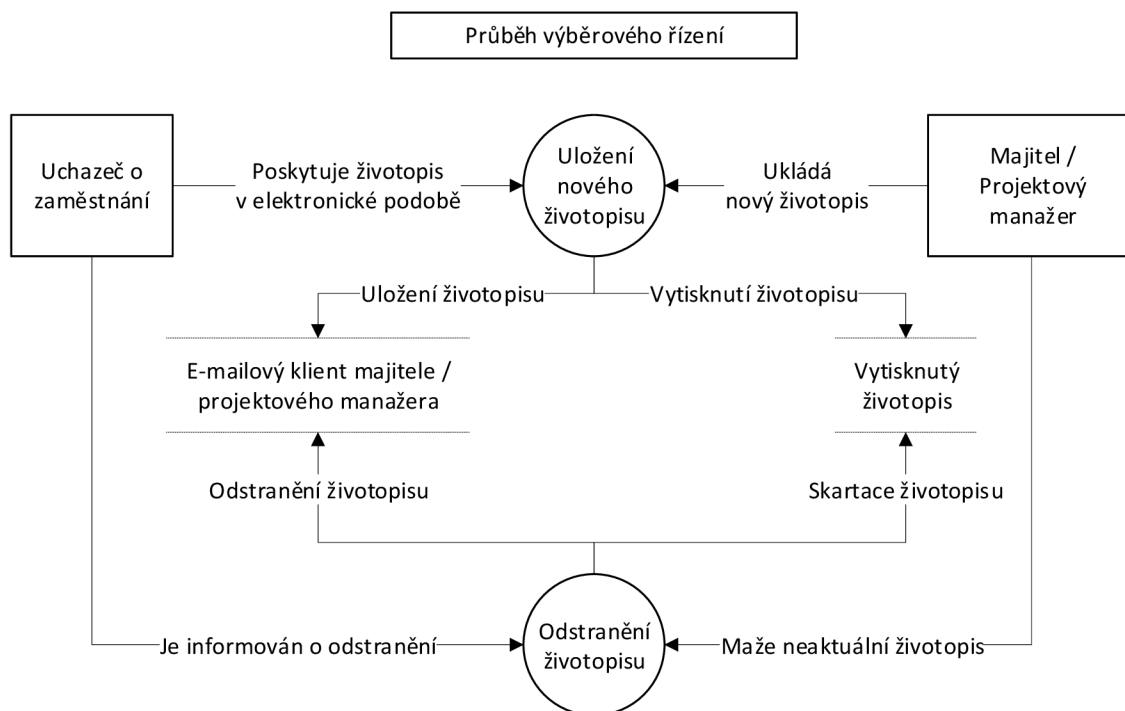 Průběh výběrového řízení
Uchazeč o
zaměstnání
Poskytuje životopis
v elektronické podobě
Uložení
nového
životopisu
Ukládá
nový životopis
Majitel /
Projektový
manažer
Uložení životopisu
Vytisknutí životopisu
E-mailový klient majitele /
projektového manažera
Vytisknutý
životopis
Odstranění životopisu
Skartace životopisu
Je informován o odstranění
Odstranění
životopisu
Maže neaktuální životopis